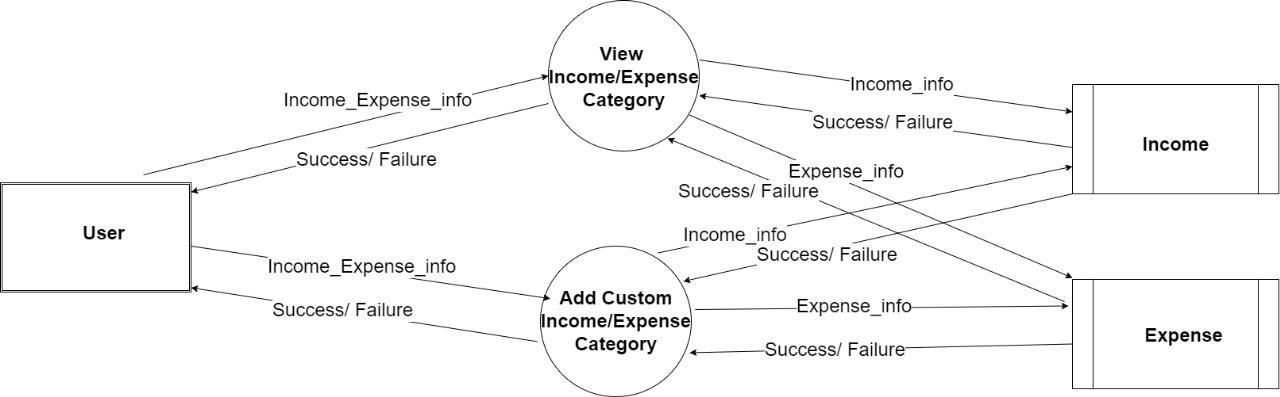 View
Income/Expense
Category
Income_info
Income_Expense_info
Success/ Failure
Income
Success/ Failure
Expense_info
Success/ Failure
User
Income_info
Success/ Failure
Income_Expense_info
Add Custom
Income/Expense
Category
Expense_info
Success/ Failure
Expense
Success/ Failure